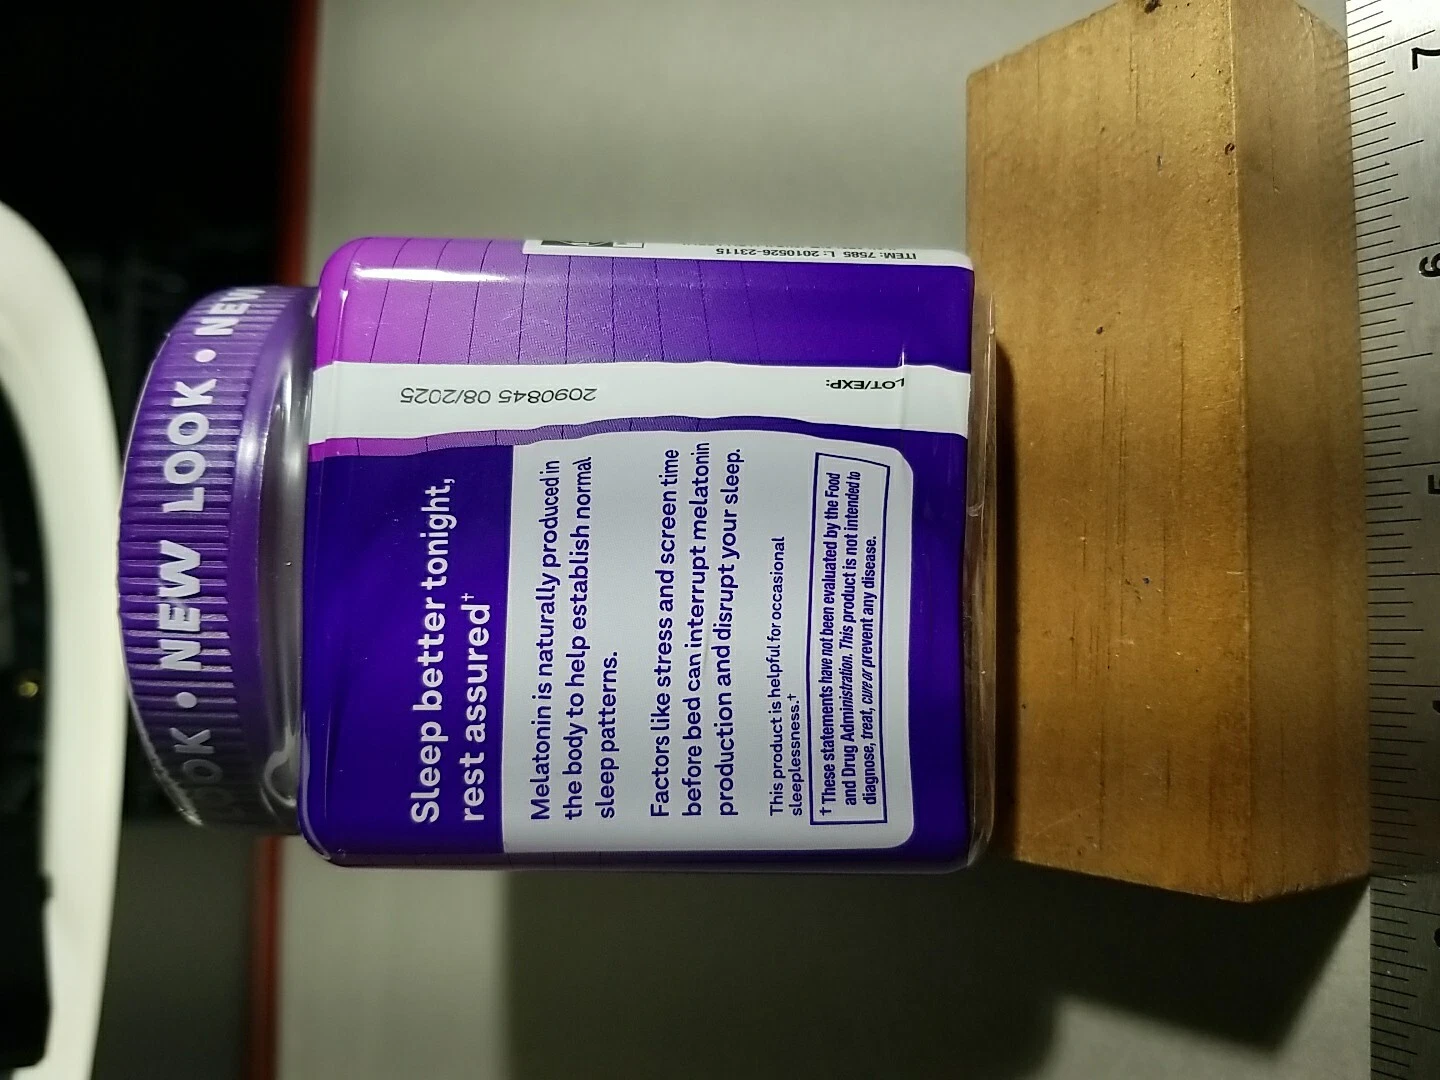 NEW LOOK • NEW
LOOK •
Sleep better tonight,
rest assured†
Melatonin is naturally produced in
the body to help establish normal
sleep patterns.
Factors like stress and screen time
before bed can interrupt melatonin
production and disrupt your sleep.
This product is helpful for occasional
sleeplessness.†
†These statements have not been evaluated by the Food
and Drug Administration. This product is not intended to
diagnose, treat, cure or prevent any disease.
LOT/EXP:
2090845 08/2025
ITEM: 7585 L: 2010526-23115
7
6
5
4